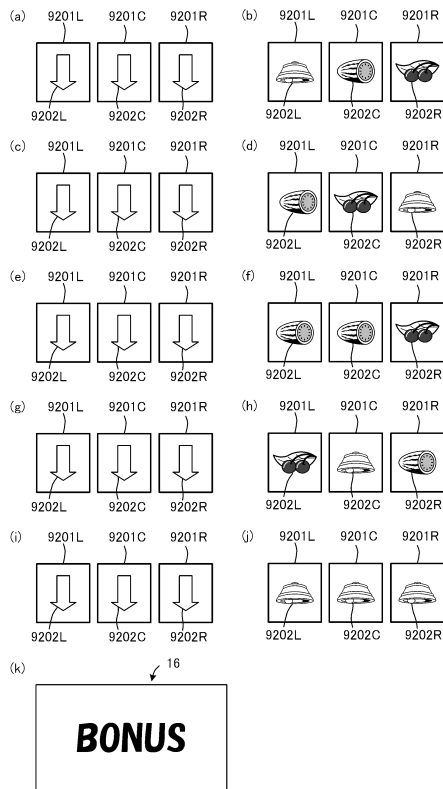 (a) 9201L 9201C 9201R (b) 9201L 9201C 9201R
9202L 9202C 9202R 9202L 9202C 9202R
(c) 9201L 9201C 9201R (d) 9201L 9201C 9201R
9202L 9202C 9202R 9202L 9202C 9202R
(e) 9201L 9201C 9201R (f) 9201L 9201C 9201R
9202L 9202C 9202R 9202L 9202C 9202R
(g) 9201L 9201C 9201R (h) 9201L 9201C 9201R
9202L 9202C 9202R 9202L 9202C 9202R
(i) 9201L 9201C 9201R (j) 9201L 9201C 9201R
9202L 9202C 9202R 9202L 9202C 9202R
(k) 16
BONUS